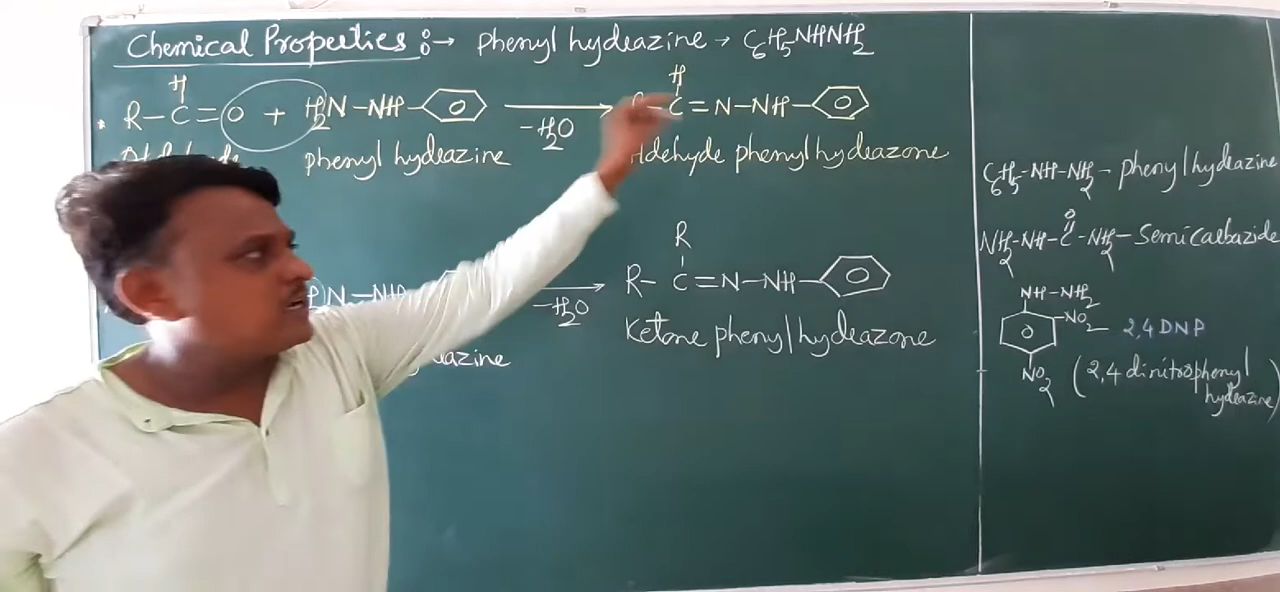 Chemical Properties :→ Phenyl hydrazine → C6H5NHNH2
H
R–C=O + H2N–NH– → R–C=N–NH–
–H2O
phenyl hydrazine Aldehyde phenyl hydrazone
R
N–NH R–C=N–NH–
–H2O
Ketone phenyl hydrazone
C6H5-NH-NH2 – phenyl hydrazine
O
NH2-NH-C-NH2 – Semicarbazide
NH-NH2
NO2 – 2,4 DNP
NO2 (2,4 dinitrophenyl
hydrazine)